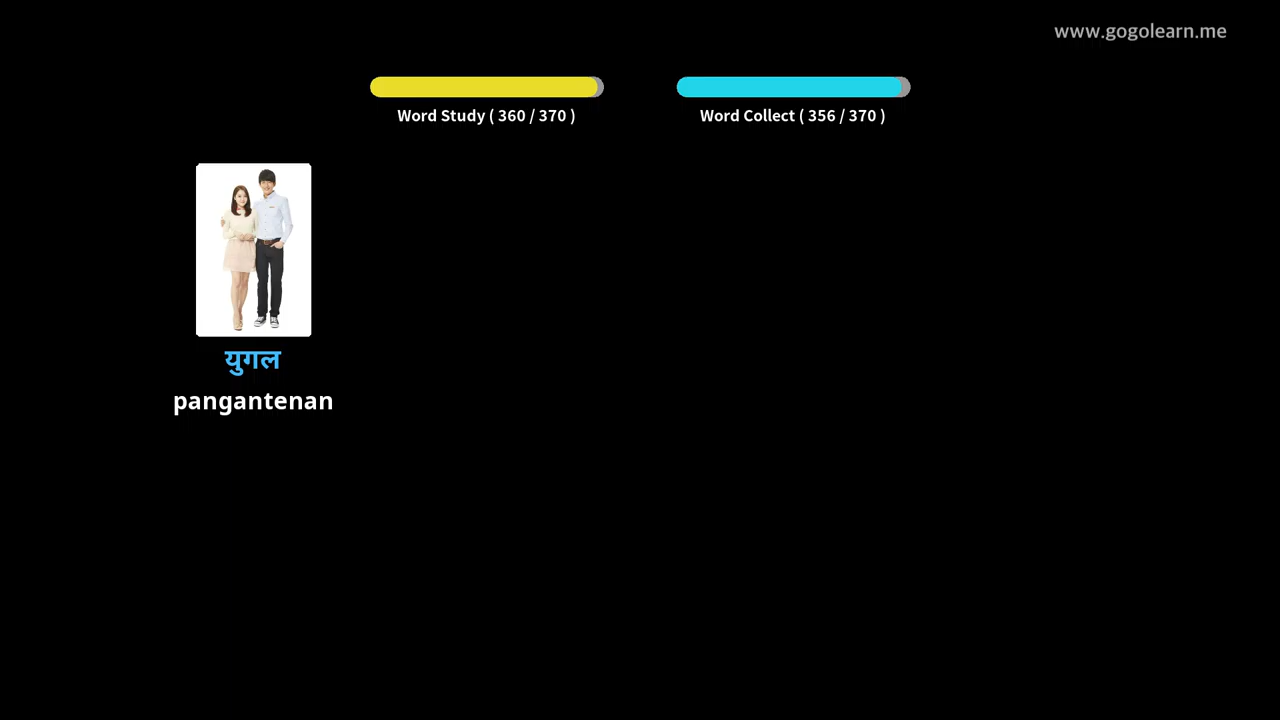 www.gogolearn.me
Word Study ( 360 / 370 )
Word Collect ( 356 / 370 )
युगल
pangantenan